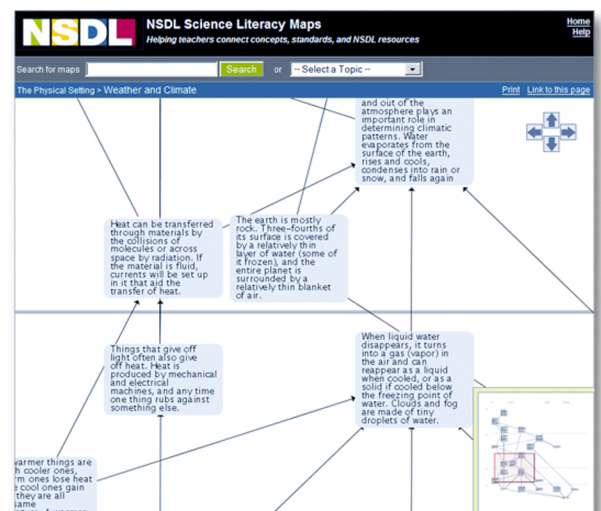 NSDL
NSDL Science Literacy Maps
Helping teachers connect concepts, standards, and NSDL resources
Home
Help
Search for maps
Search
or
-- Select a Topic --
The Physical Setting > Weather and Climate
Print
Link to this page
and out of the
atmosphere plays an
important role in
determining climatic
patterns. Water
evaporates from the
surface of the earth,
rises and cools,
condenses into rain or
snow, and falls again
Heat can be transferred
through materials by
the collisions of
molecules or across
space by radiation. If
the material is fluid,
currents will be set up
in it that aid the
transfer of heat.
The earth is mostly
rock. Three-fourths of
its surface is covered
by a relatively thin
layer of water (some of
it frozen), and the
entire planet is
surrounded by a
relatively thin blanket
of air.
Things that give off
light often also give
off heat. Heat is
produced by mechanical
and electrical
machines, and any time
one thing rubs against
something else.
When liquid water
disappears, it turns
into a gas (vapor) in
the air and can
reappear as a liquid
when cooled, or as a
solid if cooled below
the freezing point of
water. Clouds and fog
are made of tiny
droplets of water.
warmer things are
h cooler ones,
rm ones lose heat
e cool ones gain
they are all
same